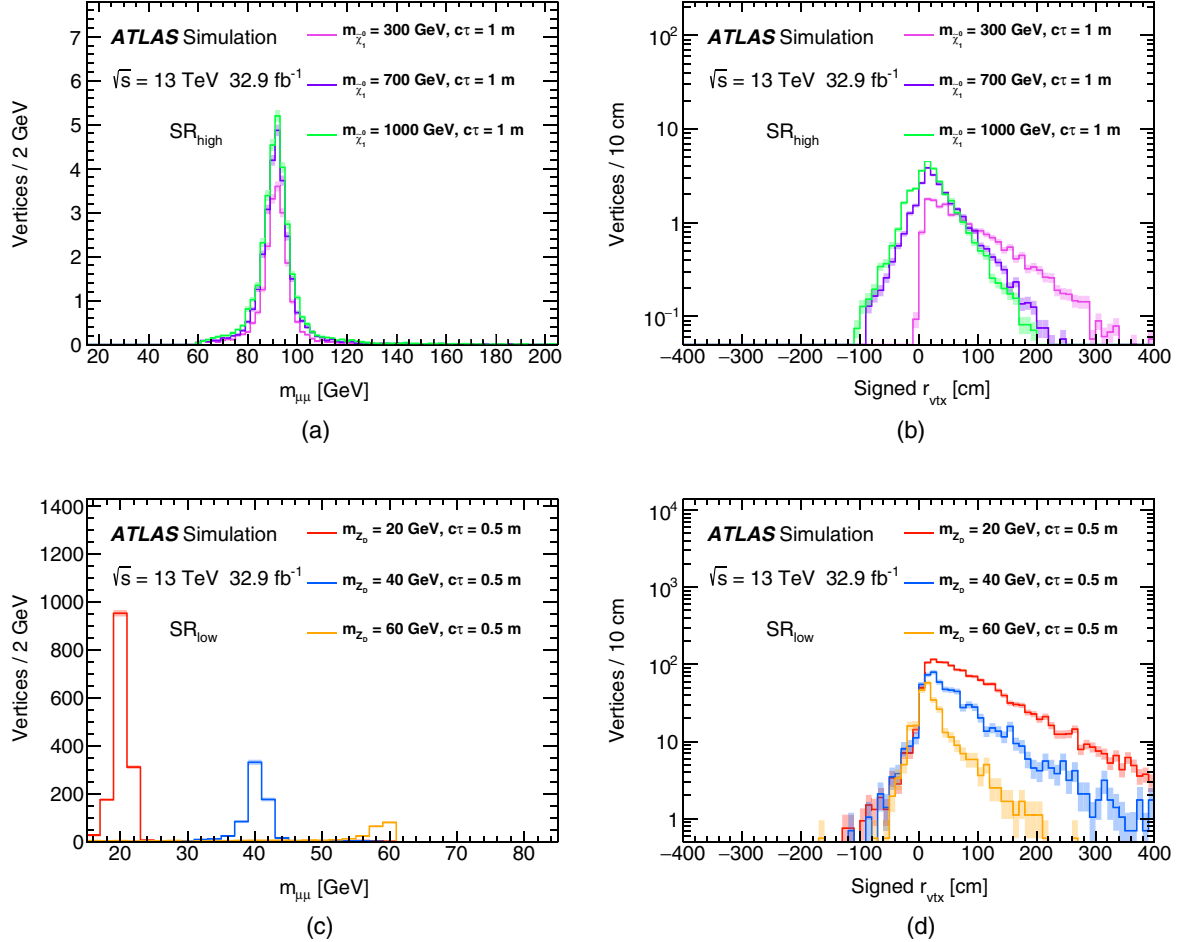 ATLAS Simulation
√s = 13 TeV 32.9 fb⁻¹
SR_high
m_χ̃⁰₁ = 300 GeV, cτ = 1 m
m_χ̃⁰₁ = 700 GeV, cτ = 1 m
m_χ̃⁰₁ = 1000 GeV, cτ = 1 m
Vertices / 2 GeV
7
6
5
4
3
2
1
0
20 40 60 80 100 120 140 160 180 200
m_μμ [GeV]
(a)
ATLAS Simulation
√s = 13 TeV 32.9 fb⁻¹
SR_high
m_χ̃⁰₁ = 300 GeV, cτ = 1 m
m_χ̃⁰₁ = 700 GeV, cτ = 1 m
m_χ̃⁰₁ = 1000 GeV, cτ = 1 m
Vertices / 10 cm
10²
10
1
10⁻¹
−400 −300 −200 −100 0 100 200 300 400
Signed r_vtx [cm]
(b)
ATLAS Simulation
√s = 13 TeV 32.9 fb⁻¹
SR_low
m_Z_D = 20 GeV, cτ = 0.5 m
m_Z_D = 40 GeV, cτ = 0.5 m
m_Z_D = 60 GeV, cτ = 0.5 m
Vertices / 2 GeV
1400
1200
1000
800
600
400
200
0
20 30 40 50 60 70 80
m_μμ [GeV]
(c)
ATLAS Simulation
√s = 13 TeV 32.9 fb⁻¹
SR_low
m_Z_D = 20 GeV, cτ = 0.5 m
m_Z_D = 40 GeV, cτ = 0.5 m
m_Z_D = 60 GeV, cτ = 0.5 m
Vertices / 10 cm
10⁴
10³
10²
10
1
−400 −300 −200 −100 0 100 200 300 400
Signed r_vtx [cm]
(d)